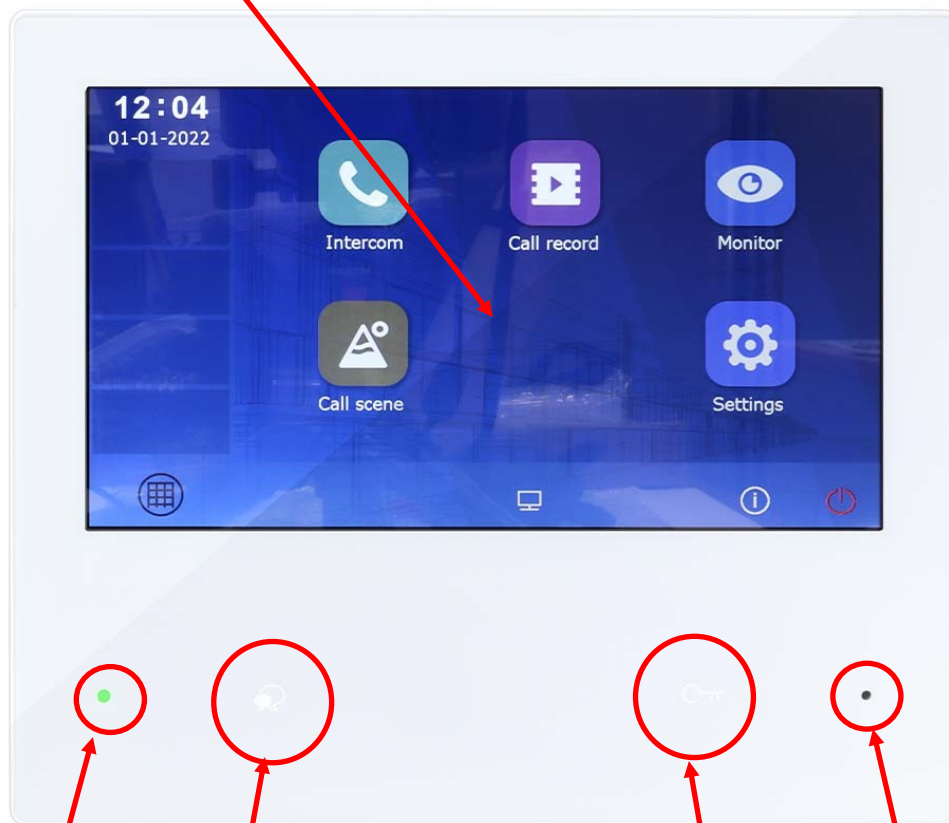 12:04
01-01-2022
Intercom
Call record
Monitor
Call scene
Settings